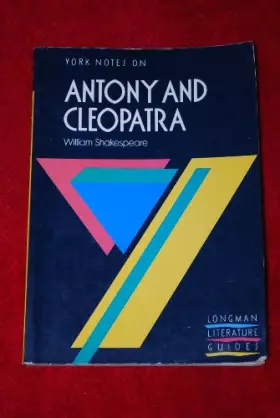 YORK NOTES ON
ANTONY AND
CLEOPATRA
William Shakespeare
LONGMAN
LITERATURE
GUIDES